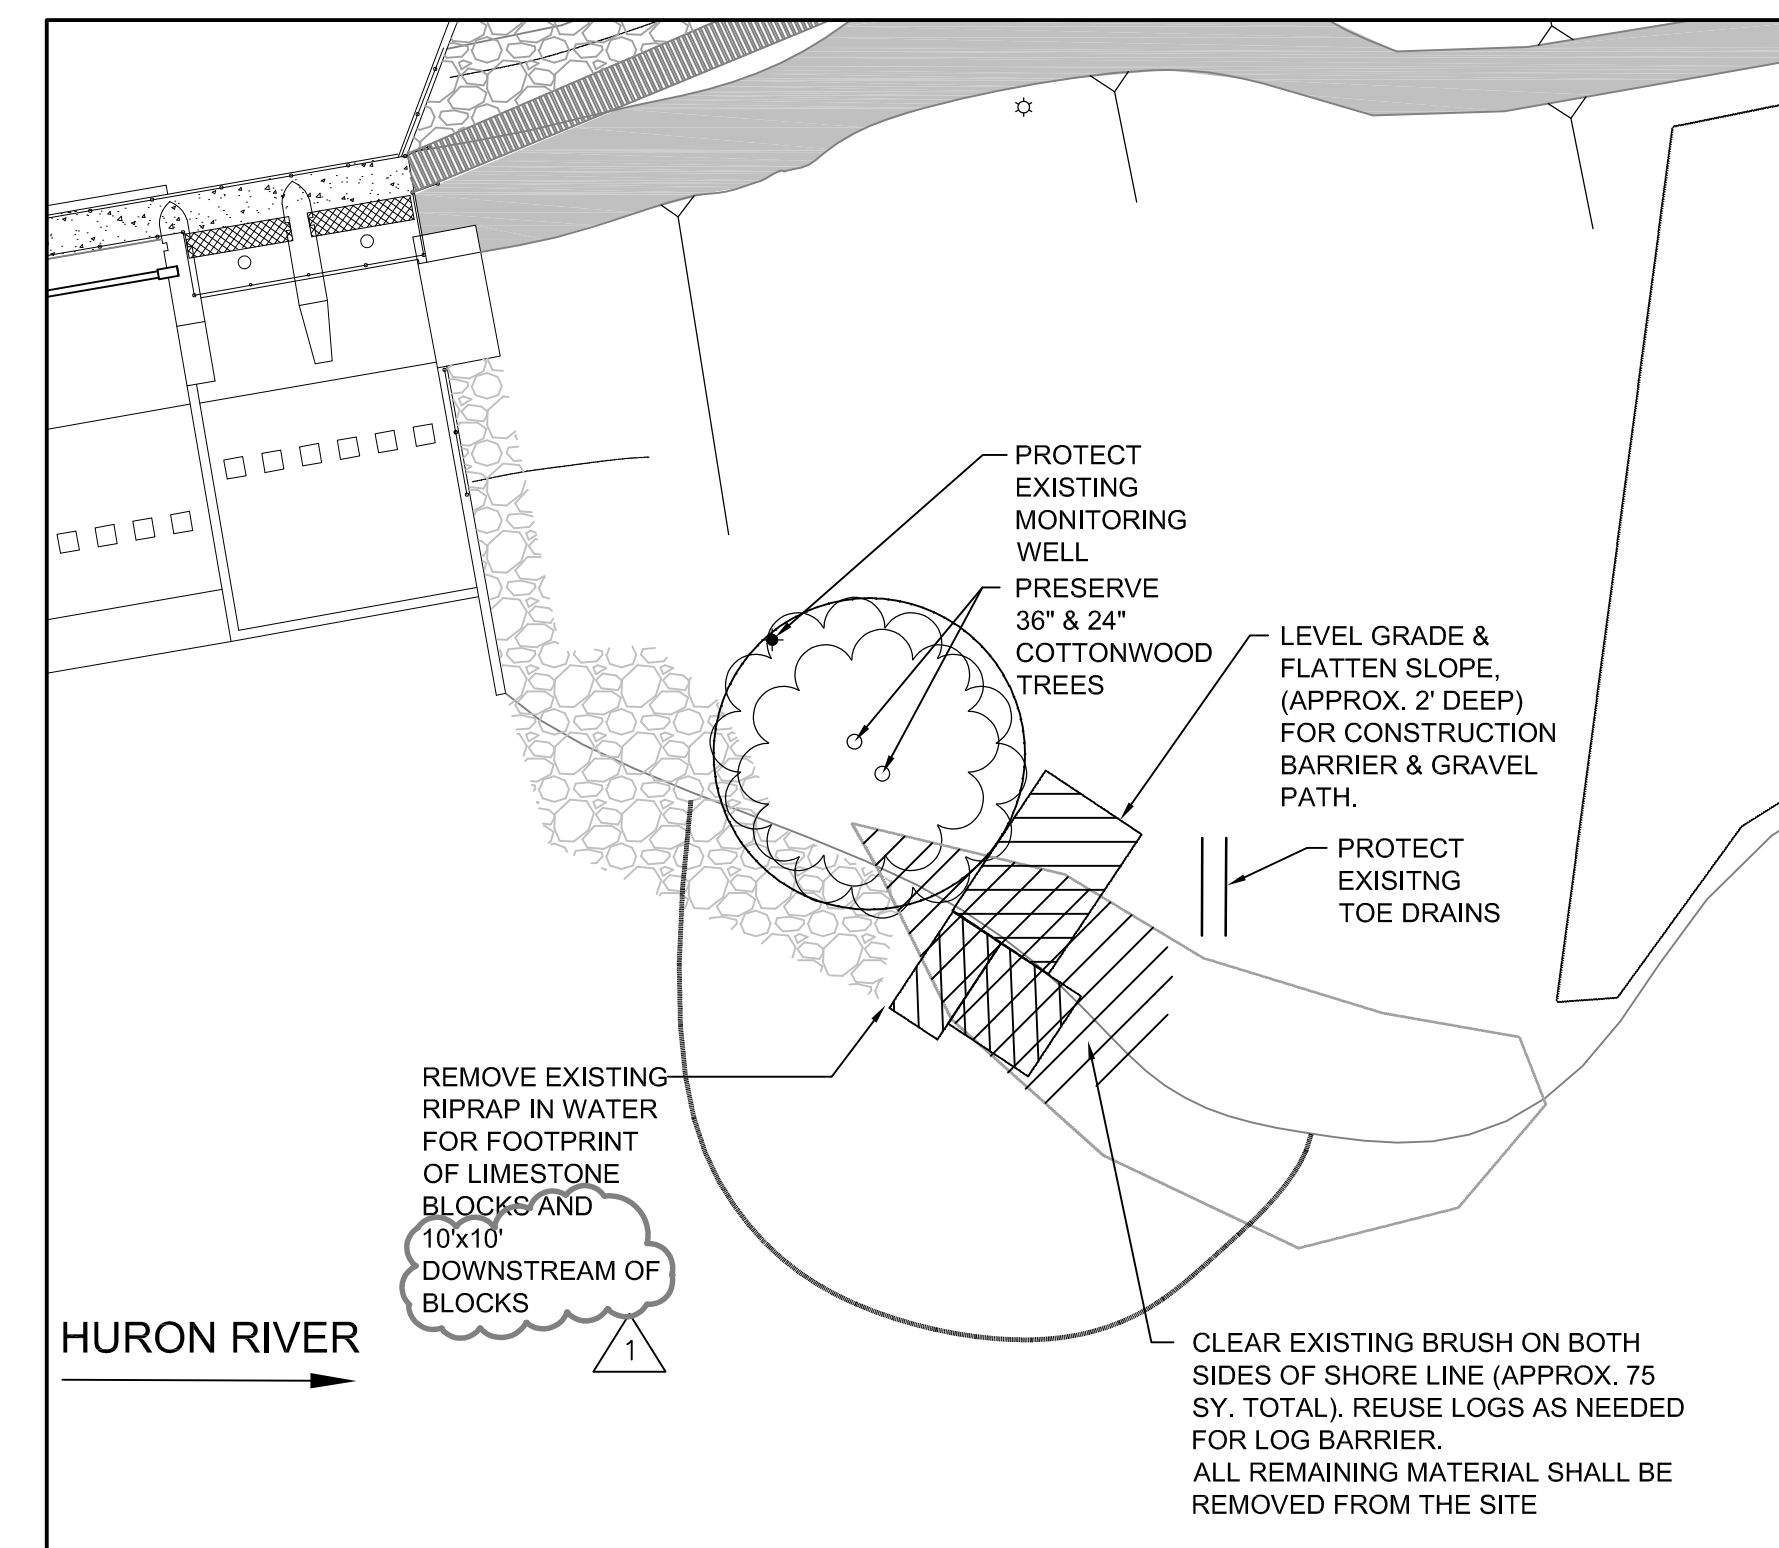 PROTECT
EXISTING
MONITORING
WELL
PRESERVE
36" & 24"
COTTONWOOD
TREES
LEVEL GRADE &
FLATTEN SLOPE,
(APPROX. 2' DEEP)
FOR CONSTRUCTION
BARRIER & GRAVEL
PATH.
PROTECT
EXISITNG
TOE DRAINS
REMOVE EXISTING
RIPRAP IN WATER
FOR FOOTPRINT
OF LIMESTONE
BLOCKS AND
10'x10'
DOWNSTREAM OF
BLOCKS
1
HURON RIVER
CLEAR EXISTING BRUSH ON BOTH
SIDES OF SHORE LINE (APPROX. 75
SY. TOTAL). REUSE LOGS AS NEEDED
FOR LOG BARRIER.
ALL REMAINING MATERIAL SHALL BE
REMOVED FROM THE SITE